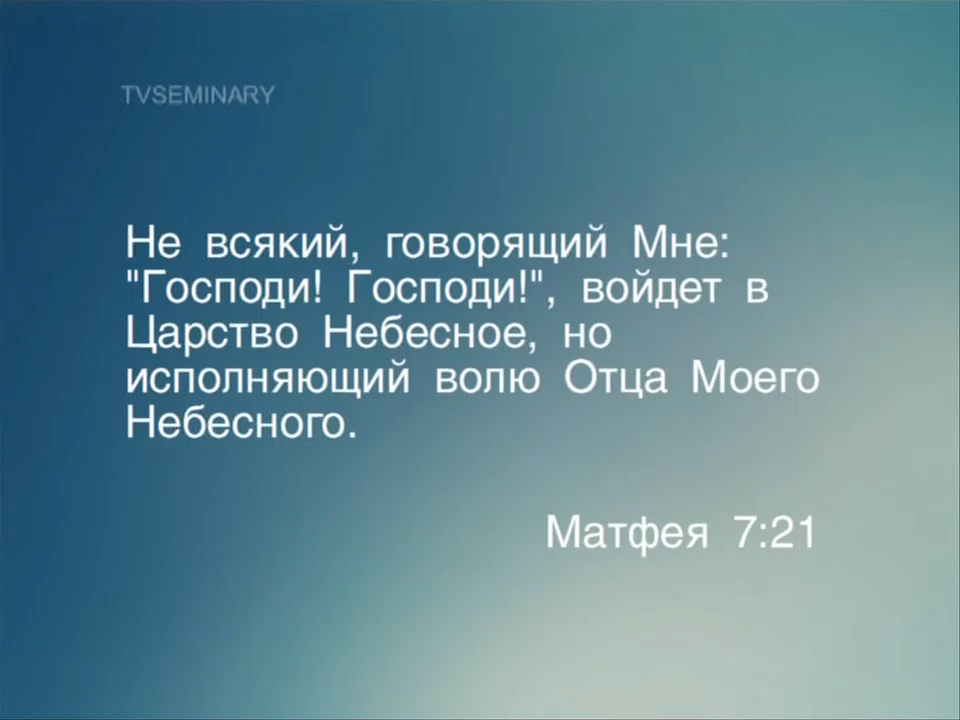 TVSEMINARY
Не всякий, говорящий Мне:
"Господи! Господи!", войдет в
Царство Небесное, но
исполняющий волю Отца Моего
Небесного.
Матфея 7:21